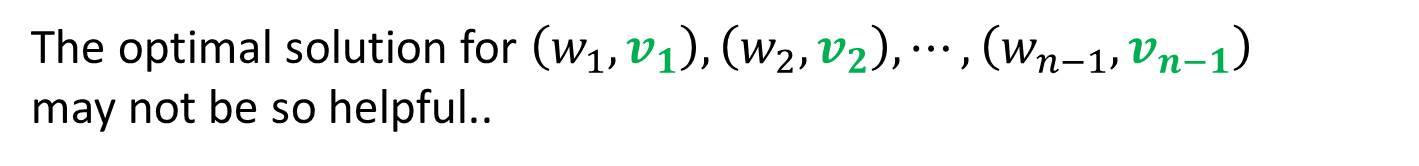 The optimal solution for (w₁, v₁), (w₂, v₂), ⋯ , (wₙ₋₁, vₙ₋₁)
may not be so helpful..